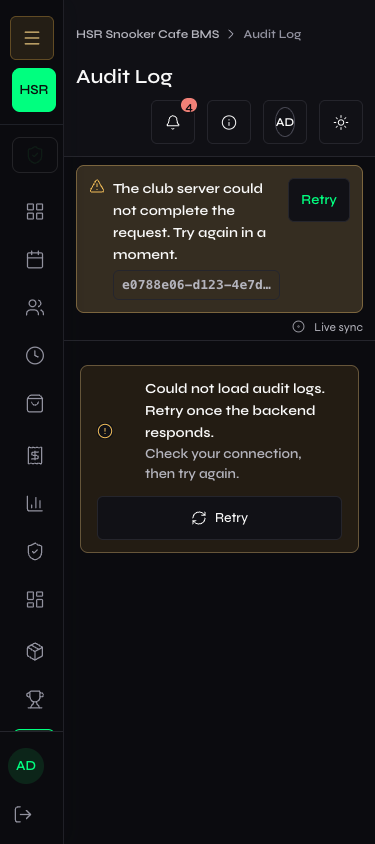 HSR Snooker Cafe BMS > Audit Log
HSR
Audit Log
4
AD
The club server could
not complete the
request. Try again in a
moment.
Retry
e0788e06-d123-4e7d…
Live sync
Could not load audit logs.
Retry once the backend
responds.
Check your connection,
then try again.
Retry
AD